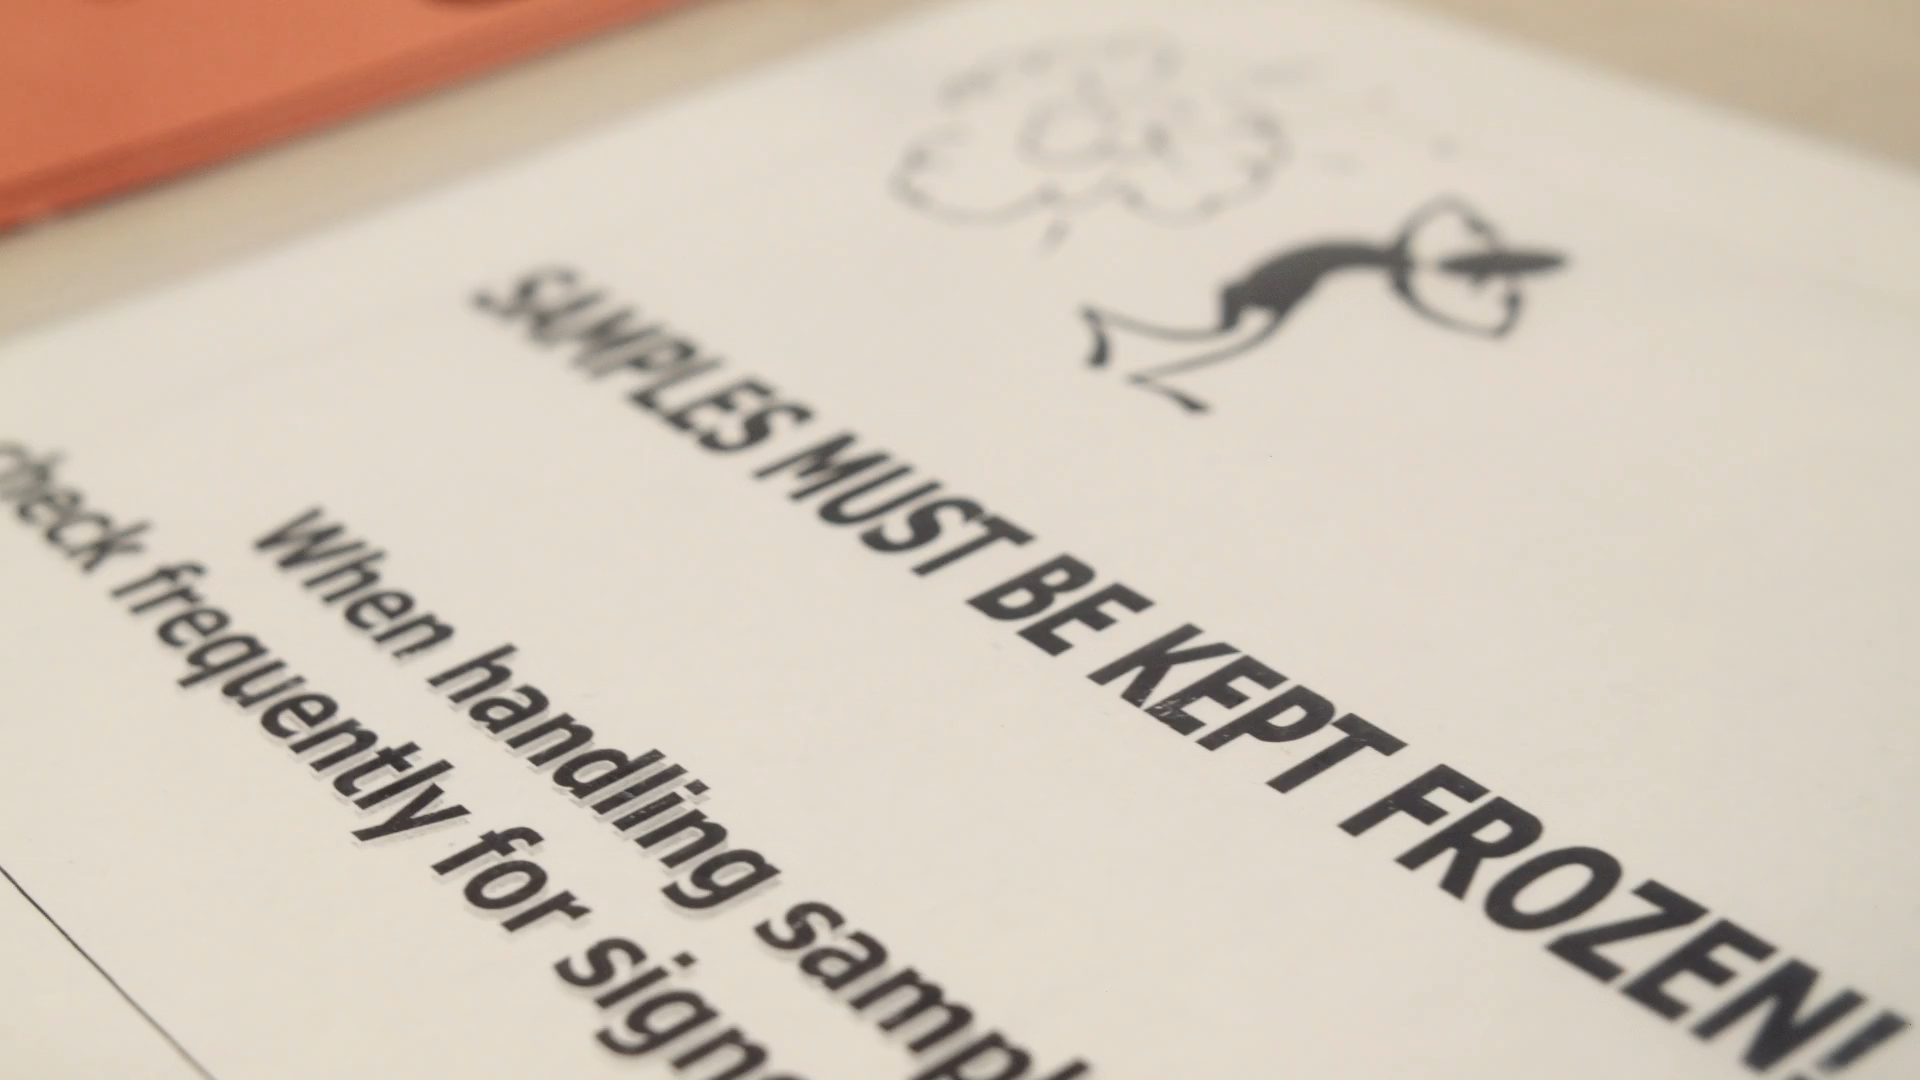 SAMPLES MUST BE KEPT FROZEN!
When handling
check frequently for